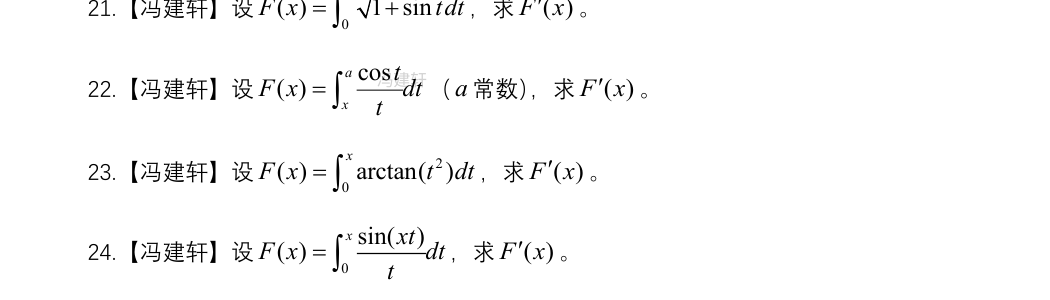 21.【冯建轩】设 F(x) = ∫₀ √1+sin t dt，求 F′(x)。
22.【冯建轩】设 F(x) = ∫ₓᵃ cos t / t dt（a 常数），求 F′(x)。
23.【冯建轩】设 F(x) = ∫₀ˣ arctan(t²)dt，求 F′(x)。
24.【冯建轩】设 F(x) = ∫₀ˣ sin(xt) / t dt，求 F′(x)。